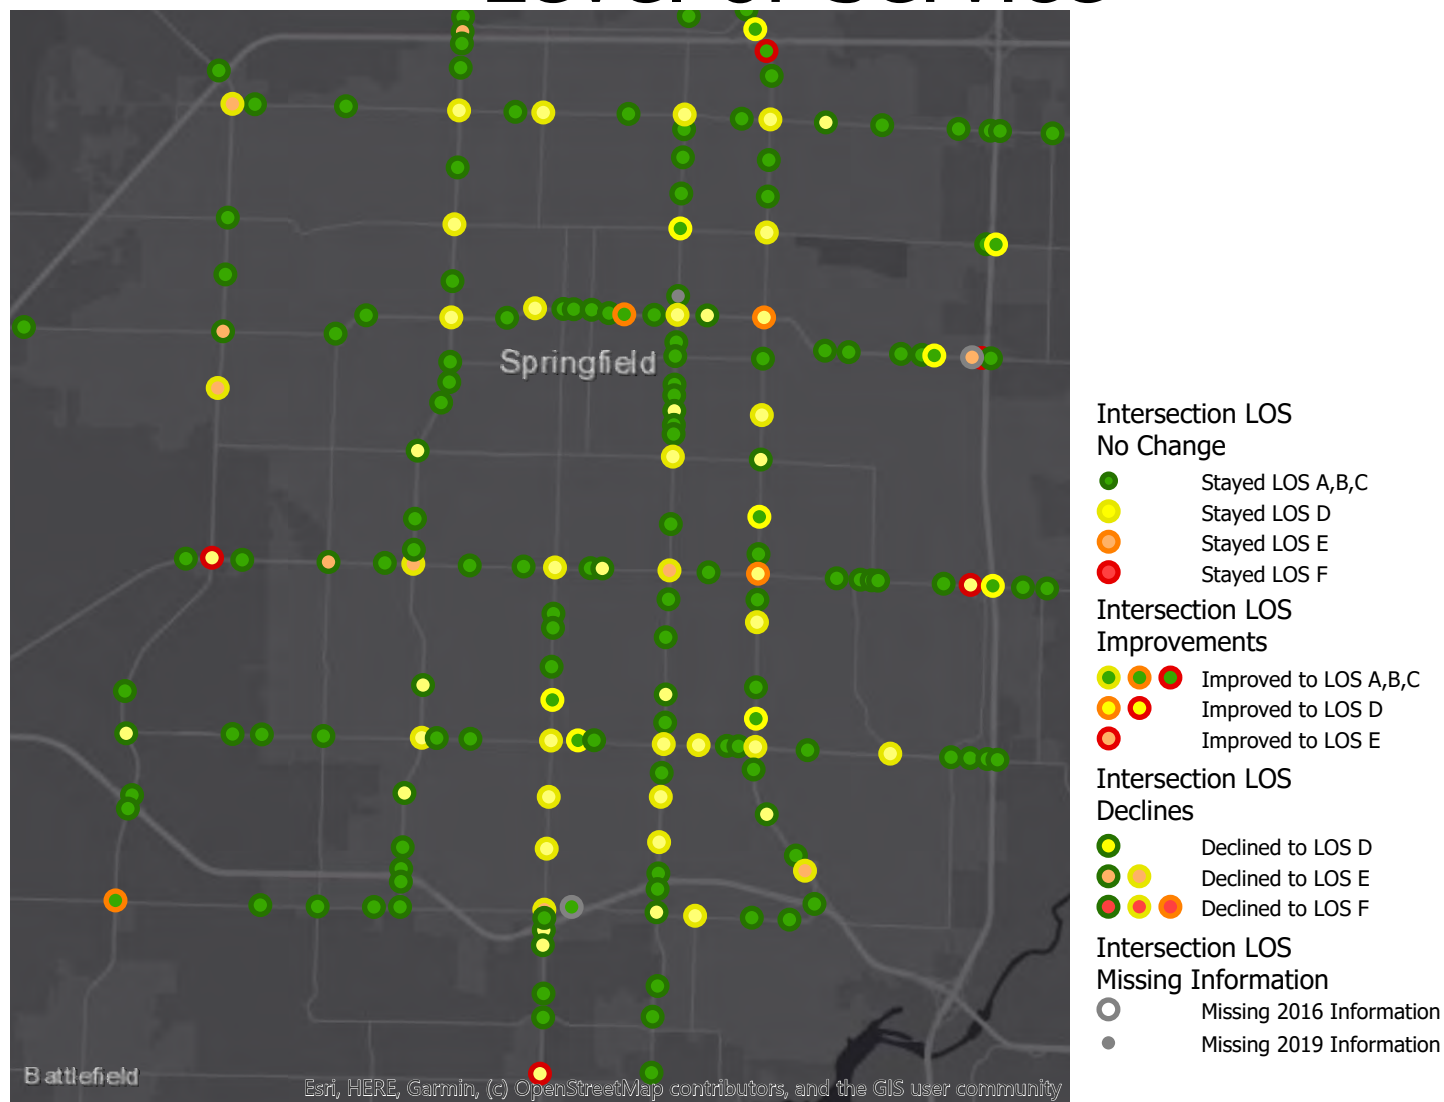 Level of Service
Springfield
Battlefield
Esri, HERE, Garmin, (c) OpenStreetMap contributors, and the GIS user community
Intersection LOS
No Change
Stayed LOS A,B,C
Stayed LOS D
Stayed LOS E
Stayed LOS F
Intersection LOS
Improvements
Improved to LOS A,B,C
Improved to LOS D
Improved to LOS E
Intersection LOS
Declines
Declined to LOS D
Declined to LOS E
Declined to LOS F
Intersection LOS
Missing Information
Missing 2016 Information
Missing 2019 Information